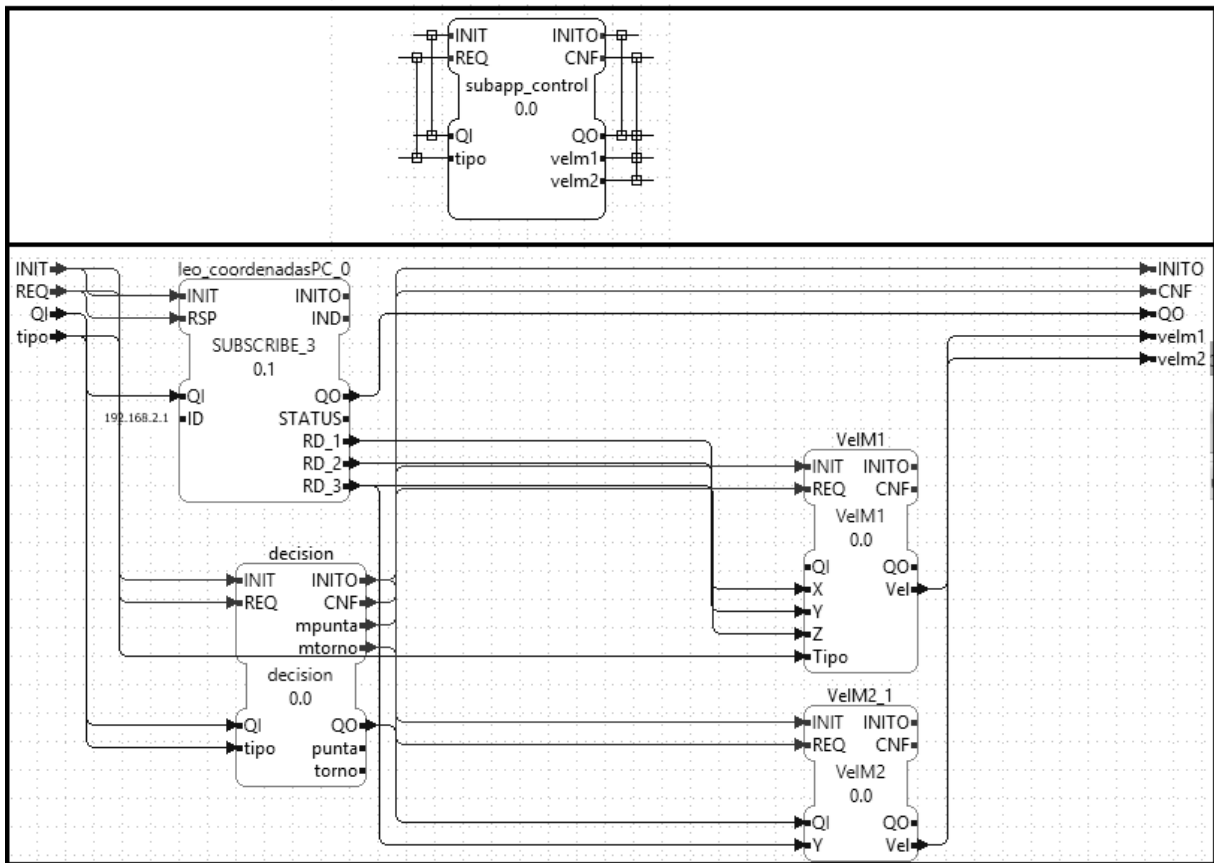 INIT INITO
REQ CNF
subapp_control
0.0
QI QO
tipo velm1
velm2
INIT
REQ
QI
tipo
leo_coordenadasPC_0
INIT INITO
RSP IND
SUBSCRIBE_3
0.1
QI QO
192.168.2.1 ID STATUS
RD_1
RD_2
RD_3
decision
INIT INITO
REQ CNF
mpunta
mtorno
decision
0.0
QI QO
tipo punta
torno
VelM1
INIT INITO
REQ CNF
VelM1
0.0
QI QO
X Vel
Y
Z
Tipo
VelM2_1
INIT INITO
REQ CNF
VelM2
0.0
QI QO
Y Vel
INITO
CNF
QO
velm1
velm2